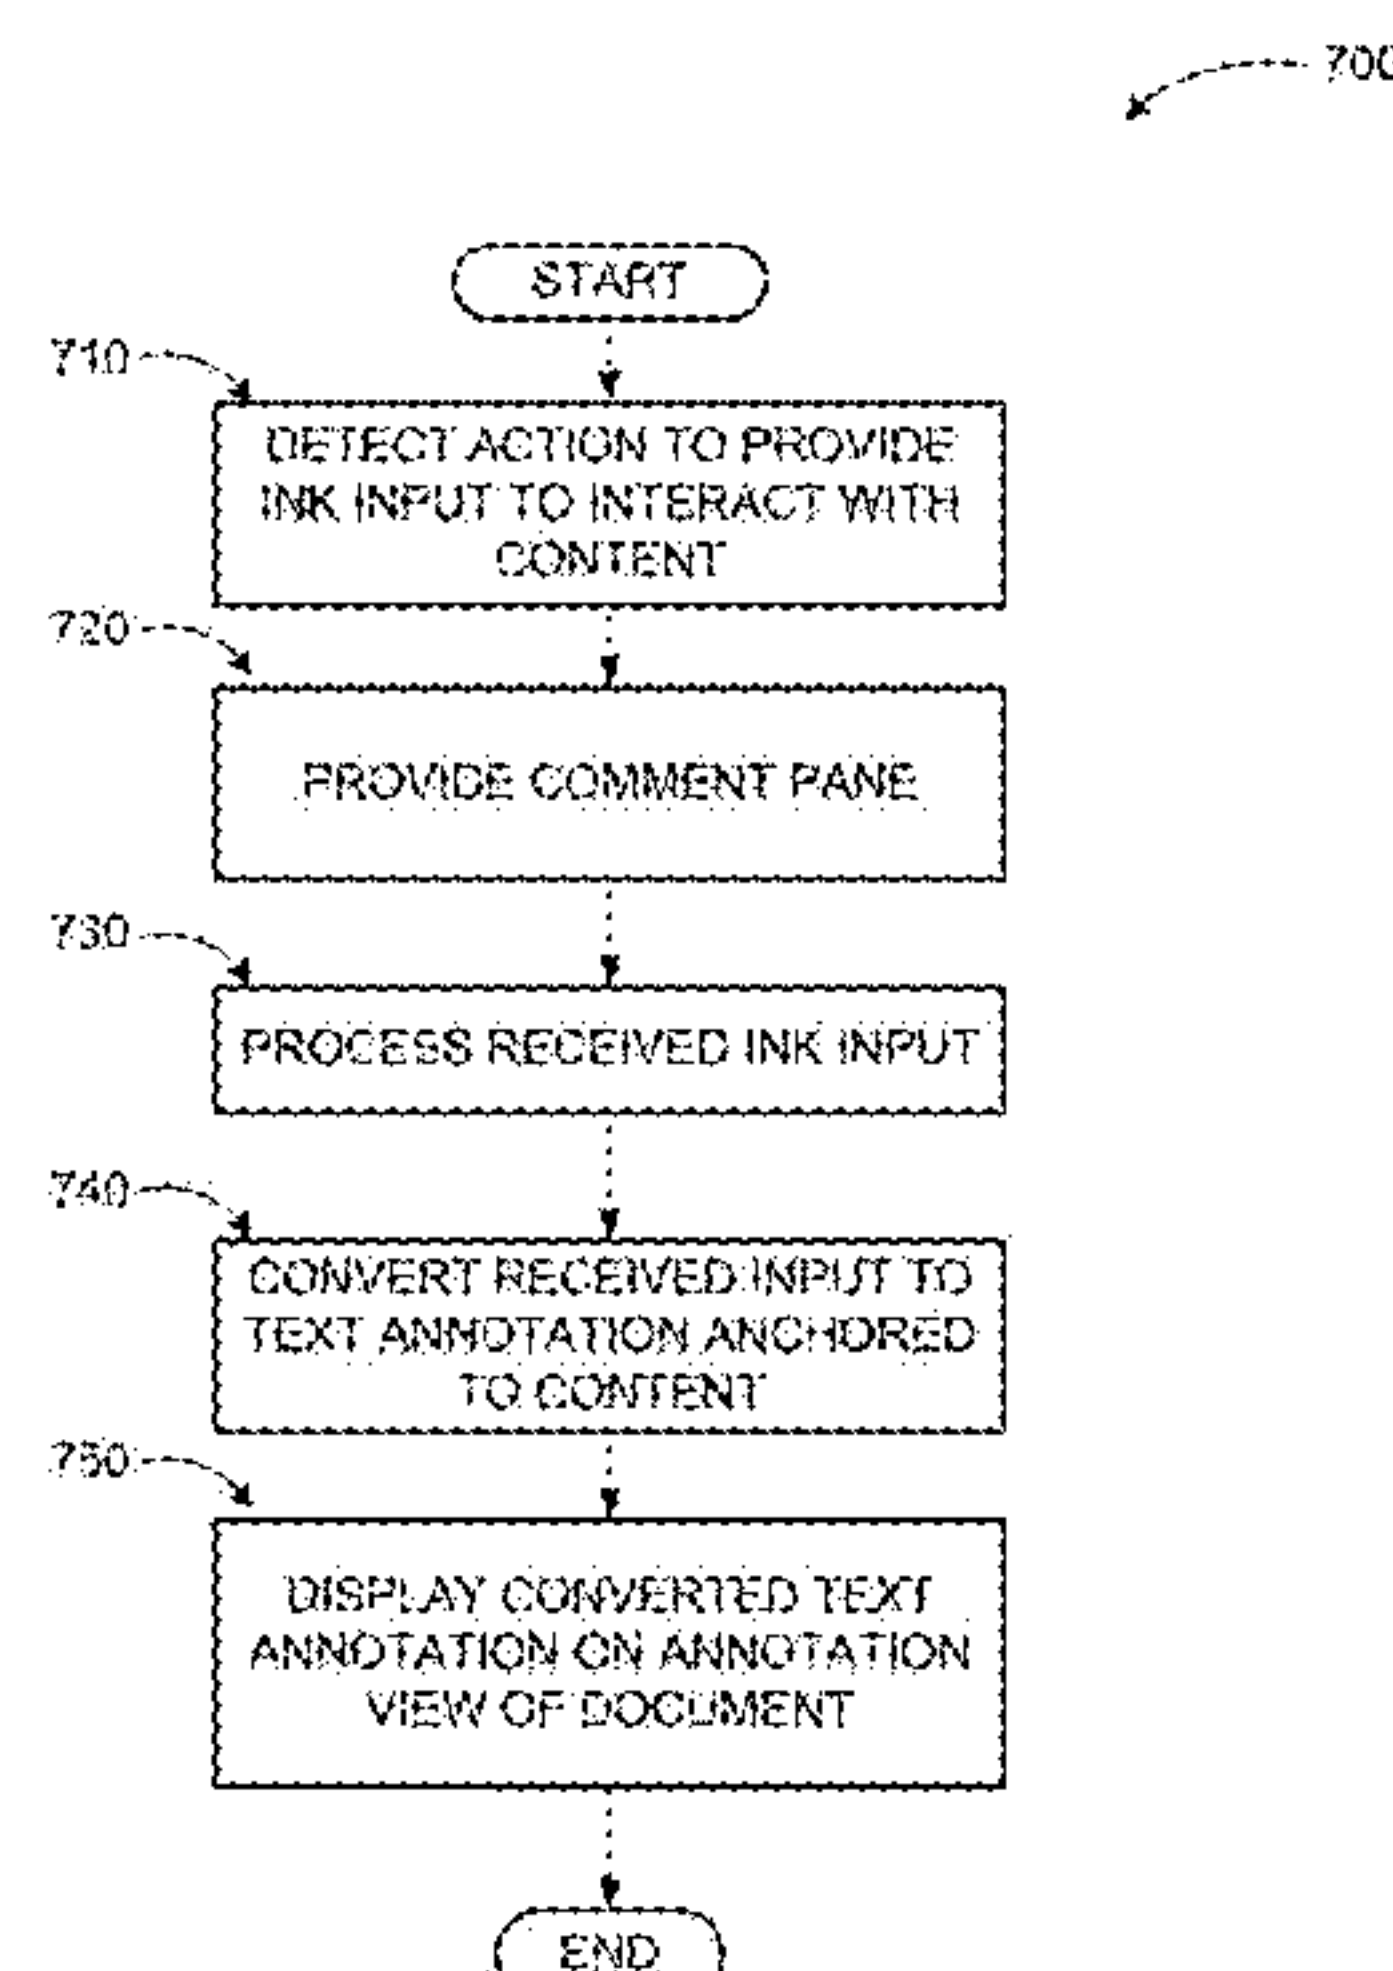 700
START
710
DETECT ACTION TO PROVIDE
INK INPUT TO INTERACT WITH
CONTENT
720
PROVIDE COMMENT PANE
730
PROCESS RECEIVED INK INPUT
740
CONVERT RECEIVED INPUT TO
TEXT ANNOTATION ANCHORED
TO CONTENT
750
DISPLAY CONVERTED TEXT
ANNOTATION ON ANNOTATION
VIEW OF DOCUMENT
END